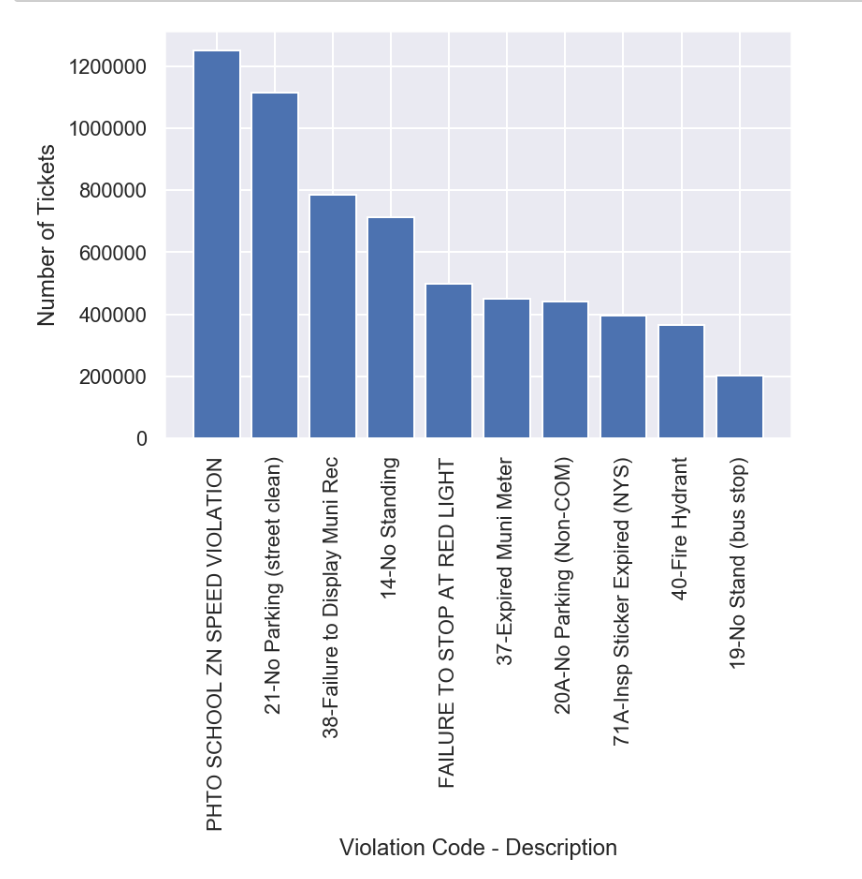 1200000
1000000
800000
600000
400000
200000
0
Number of Tickets
PHTO SCHOOL ZN SPEED VIOLATION
21-No Parking (street clean)
38-Failure to Display Muni Rec
14-No Standing
FAILURE TO STOP AT RED LIGHT
37-Expired Muni Meter
20A-No Parking (Non-COM)
71A-Insp Sticker Expired (NYS)
40-Fire Hydrant
19-No Stand (bus stop)
Violation Code - Description